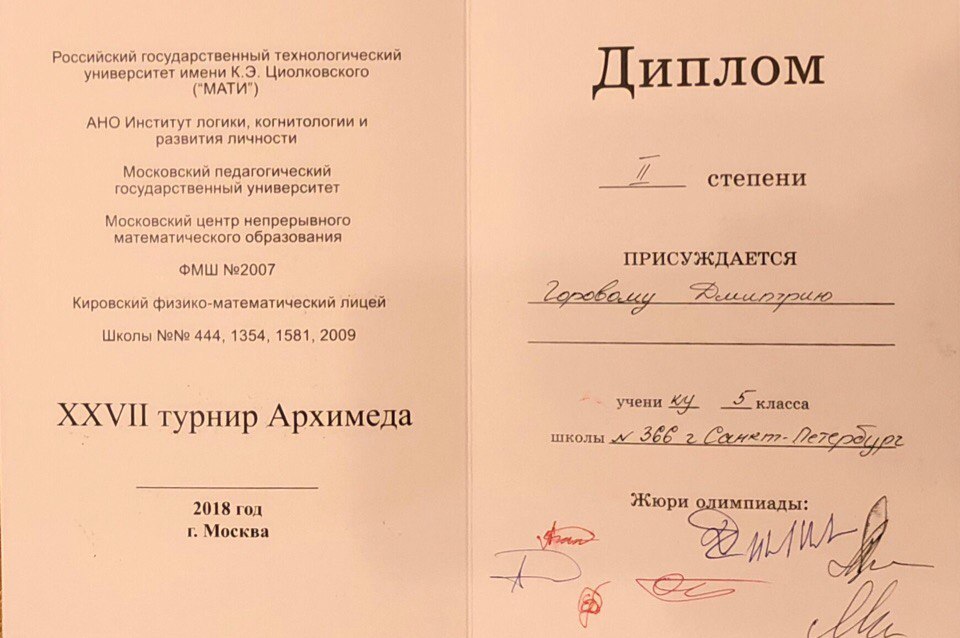 Российский государственный технологический
университет имени К.Э. Циолковского
("МАТИ")
АНО Институт логики, когнитологии и
развития личности
Московский педагогический
государственный университет
Московский центр непрерывного
математического образования
ФМШ №2007
Кировский физико-математический лицей
Школы №№ 444, 1354, 1581, 2009
XXVII турнир Архимеда
2018 год
г. Москва
Диплом
II степени
ПРИСУЖДАЕТСЯ
Горовому Дмитрию
учени ку 5 класса
школы N 366 г Санкт-Петербург
Жюри олимпиады: